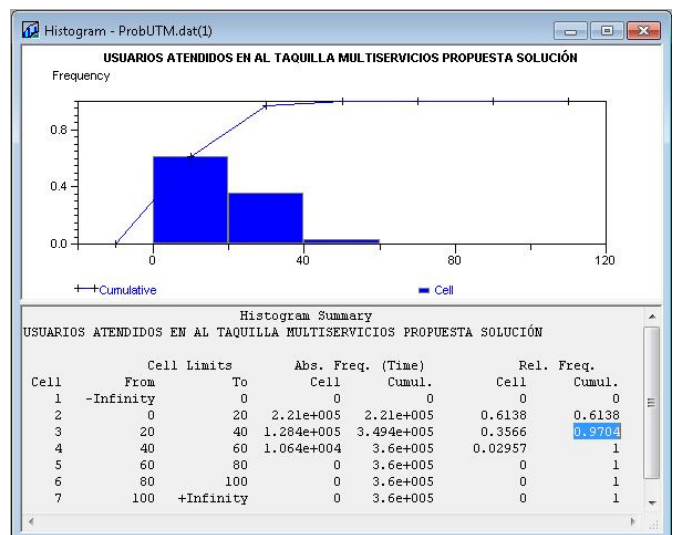 Histogram - ProbUTM.dat(1)
USUARIOS ATENDIDOS EN AL TAQUILLA MULTISERVICIOS PROPUESTA SOLUCIÓN
Frequency
0.8
0.4
0.0
0 40 80 120
Cumulative Cell
Histogram Summary
USUARIOS ATENDIDOS EN AL TAQUILLA MULTISERVICIOS PROPUESTA SOLUCIÓN
Cell Limits Abs. Freq. (Time) Rel. Freq.
Cell From To Cell Cumul. Cell Cumul.
1 -Infinity 0 0 0 0 0
2 0 20 2.21e+005 2.21e+005 0.6138 0.6138
3 20 40 1.284e+005 3.494e+005 0.3566 0.9704
4 40 60 1.064e+004 3.6e+005 0.02957 1
5 60 80 0 3.6e+005 0 1
6 80 100 0 3.6e+005 0 1
7 100 +Infinity 0 3.6e+005 0 1